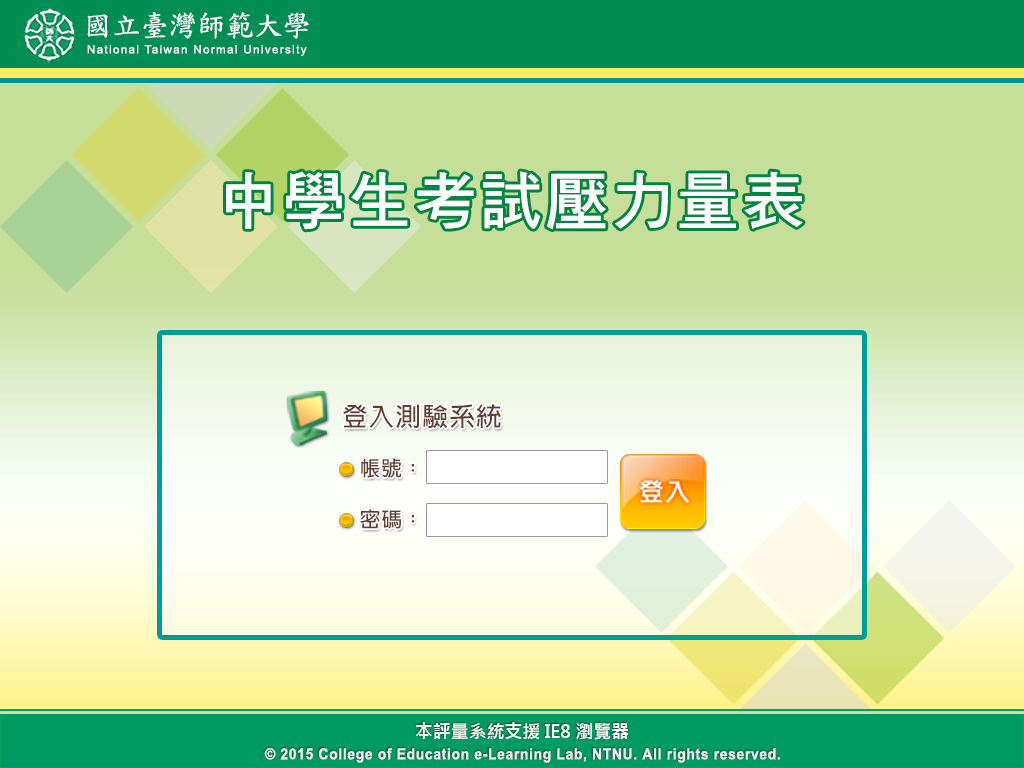 國立臺灣師範大學
National Taiwan Normal University
中學生考試壓力量表
登入測驗系統
帳號：
密碼：
登入
本評量系統支援 IE8 瀏覽器
© 2015 College of Education e-Learning Lab, NTNU. All rights reserved.